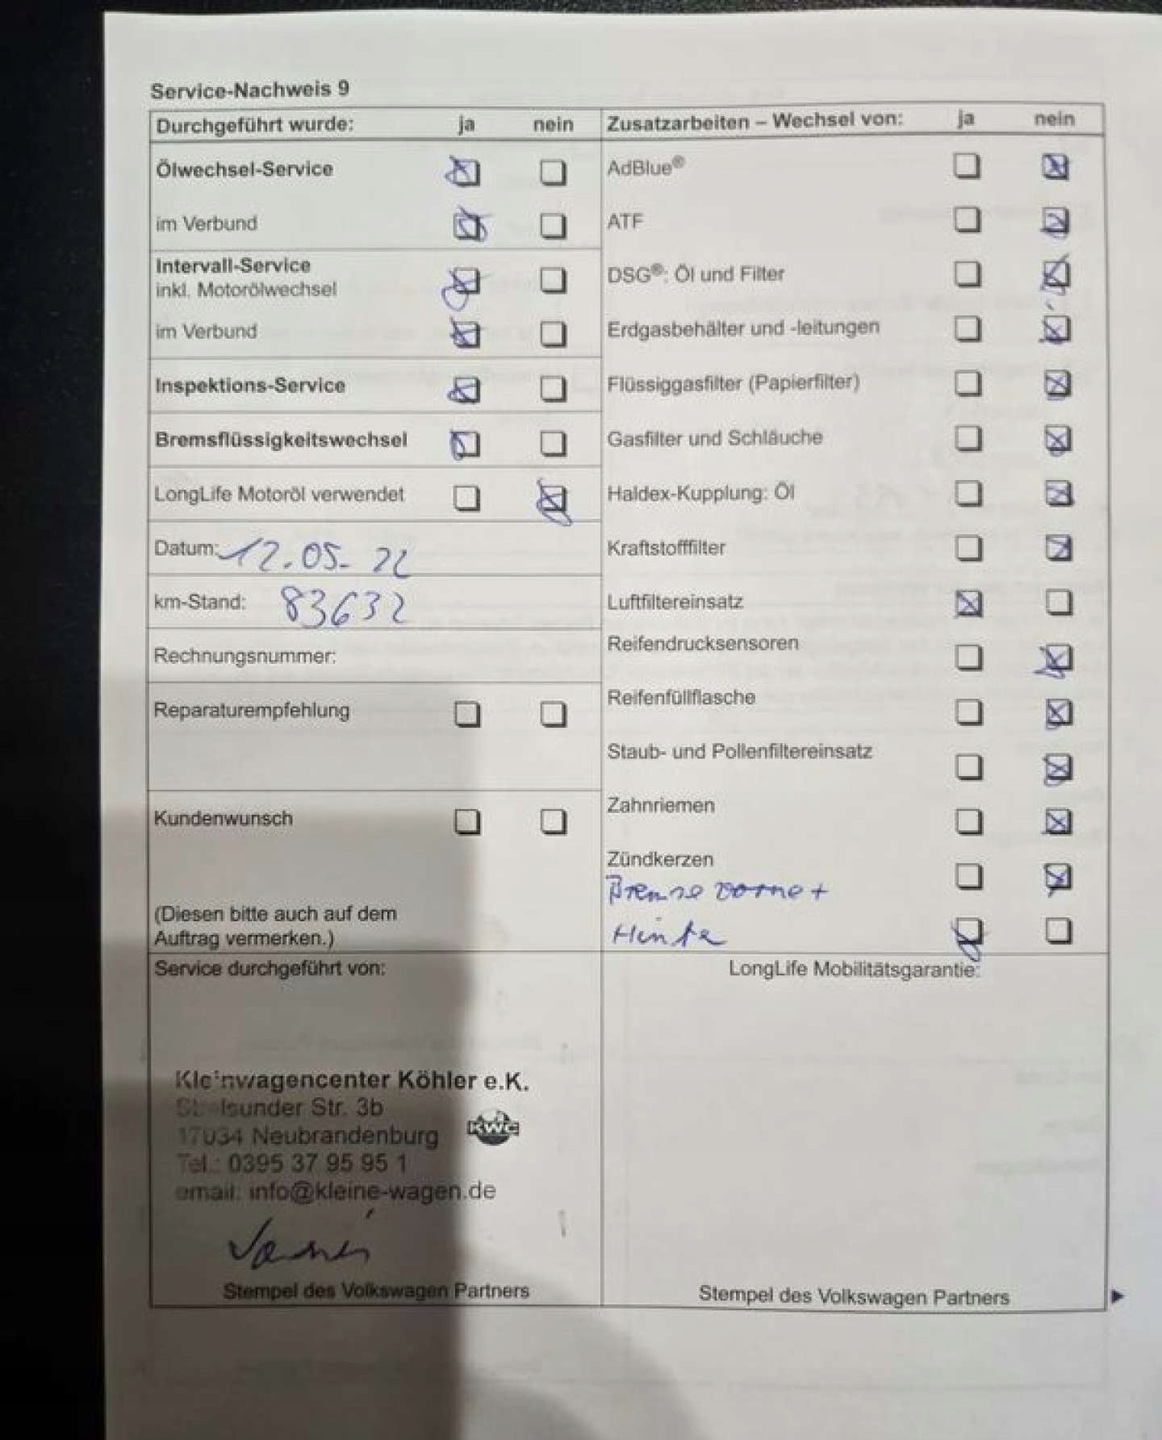 Service-Nachweis 9
Durchgeführt wurde: ja nein
Ölwechsel-Service
im Verbund
Intervall-Service
inkl. Motorölwechsel
im Verbund
Inspektions-Service
Bremsflüssigkeitswechsel
LongLife Motoröl verwendet
Datum: 12.05.22
km-Stand: 83632
Rechnungsnummer:
Reparaturempfehlung
Kundenwunsch
(Diesen bitte auch auf dem
Auftrag vermerken.)
Zusatzarbeiten – Wechsel von: ja nein
AdBlue®
ATF
DSG®: Öl und Filter
Erdgasbehälter und -leitungen
Flüssiggasfilter (Papierfilter)
Gasfilter und Schläuche
Haldex-Kupplung: Öl
Kraftstofffilter
Luftfiltereinsatz
Reifendrucksensoren
Reifenfüllflasche
Staub- und Pollenfiltereinsatz
Zahnriemen
Zündkerzen
Bremse vorne +
Service durchgeführt von:
Kleinwagencenter Köhler e.K.
Stralsunder Str. 3b
17034 Neubrandenburg
KWC
Tel.: 0395 37 95 95 1
email: info@kleine-wagen.de
Stempel des Volkswagen Partners
LongLife Mobilitätsgarantie:
Stempel des Volkswagen Partners